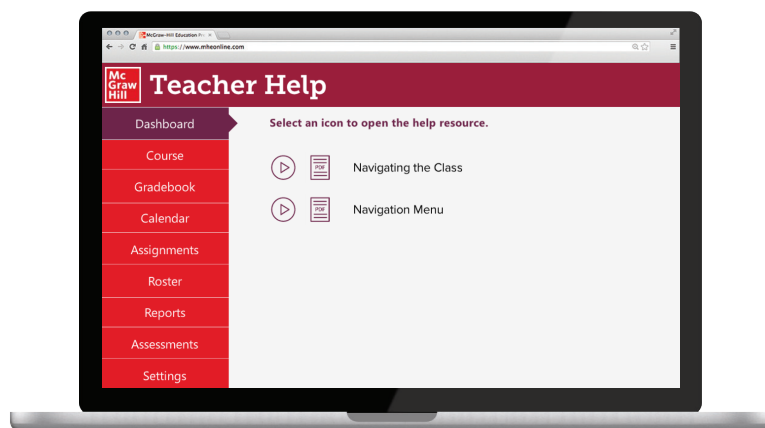 McGraw-Hill Education Pr
https://www.mheonline.com
Mc
Graw
Hill
Teacher Help
Dashboard
Select an icon to open the help resource.
Course
PDF
Navigating the Class
Gradebook
PDF
Navigation Menu
Calendar
Assignments
Roster
Reports
Assessments
Settings